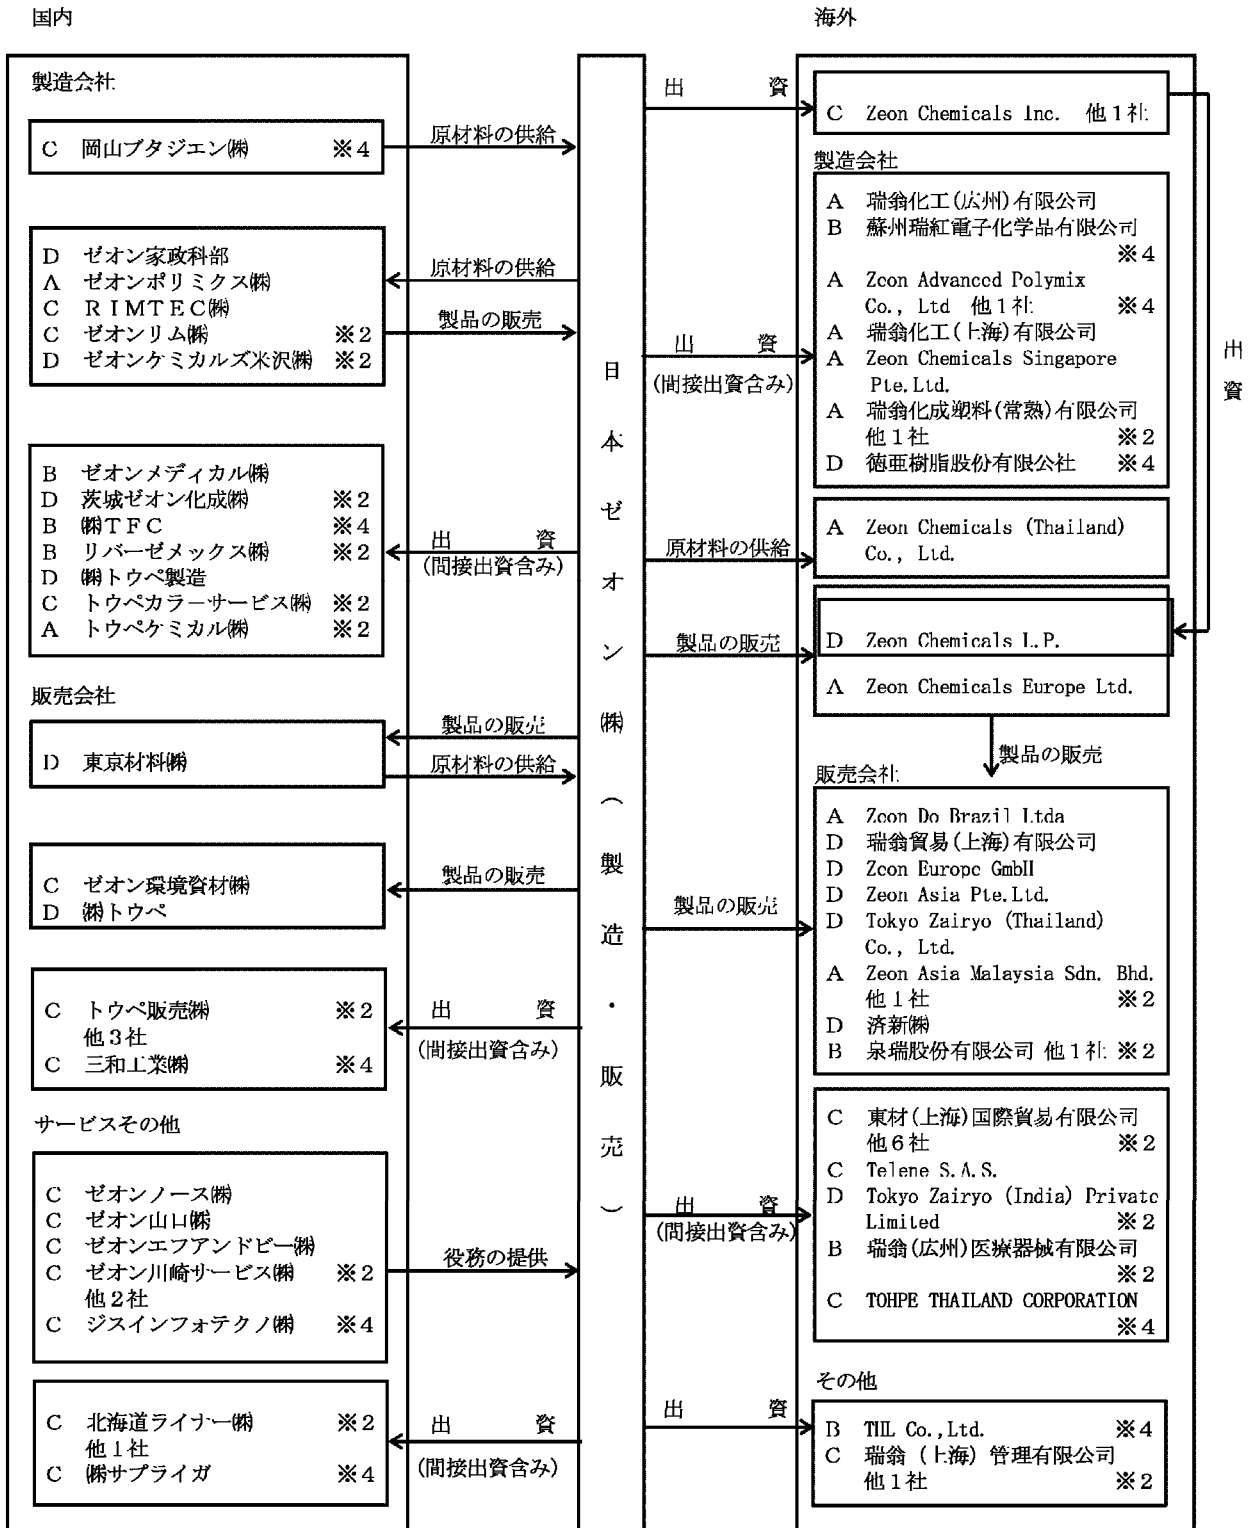 国内
製造会社
C 岡山ブタジエン㈱ ※4
D ゼオン家政科部
A ゼオンポリミクス㈱
C RIMTEC㈱
C ゼオンリム㈱ ※2
D ゼオンケミカルズ米沢㈱ ※2
B ゼオンメディカル㈱
D 茨城ゼオン化成㈱ ※2
B ㈱TFC ※4
B リバーゼメックス㈱ ※2
D ㈱トウペ製造
C トウペカラーサービス㈱ ※2
A トウペケミカル㈱ ※2
販売会社
D 東京材料㈱
C ゼオン環境資材㈱
D ㈱トウペ
C トウペ販売㈱ ※2
他3社
C 三和工業㈱ ※4
サービスその他
C ゼオンノース㈱
C ゼオン山口㈱
C ゼオンエフアンドビー㈱
C ゼオン川崎サービス㈱ ※2
他2社
C ジスインフォテクノ㈱ ※4
C 北海道ライナー㈱ ※2
他1社
C ㈱サプライガ ※4
原材料の供給
原材料の供給
製品の販売
出資
(間接出資含み)
製品の販売
原材料の供給
製品の販売
出資
(間接出資含み)
役務の提供
出資
(間接出資含み)
日本ゼオン㈱(製造・販売)
出資
出資
(間接出資含み)
原材料の供給
製品の販売
製品の販売
出資
(間接出資含み)
出資
海外
C Zeon Chemicals Inc. 他1社
製造会社
A 瑞翁化工(広州)有限公司
B 蘇州瑞紅電子化学品有限公司
※4
A Zeon Advanced Polymix
Co., Ltd 他1社 ※4
A 瑞翁化工(上海)有限公司
A Zeon Chemicals Singapore
Pte.Ltd.
A 瑞翁化成塑料(常熟)有限公司
他1社 ※2
D 徳亜樹脂股份有限公社 ※4
A Zeon Chemicals (Thailand)
Co., Ltd.
D Zeon Chemicals L.P.
A Zeon Chemicals Europe Ltd.
製品の販売
販売会社
A Zeon Do Brazil Ltda
D 瑞翁貿易(上海)有限公司
D Zeon Europe GmbH
D Zeon Asia Pte.Ltd.
D Tokyo Zairyo (Thailand)
Co., Ltd.
A Zeon Asia Malaysia Sdn. Bhd.
他1社 ※2
D 済新㈱
B 泉瑞股份有限公司 他1社 ※2
C 東材(上海)国際貿易有限公司
他6社 ※2
C Telene S.A.S.
D Tokyo Zairyo (India) Private
Limited ※2
B 瑞翁(広州)医療器械有限公司
※2
C TOHPE THAILAND CORPORATION
※4
その他
B TIIL Co.,Ltd. ※4
C 瑞翁(上海)管理有限公司
他1社 ※2
出資